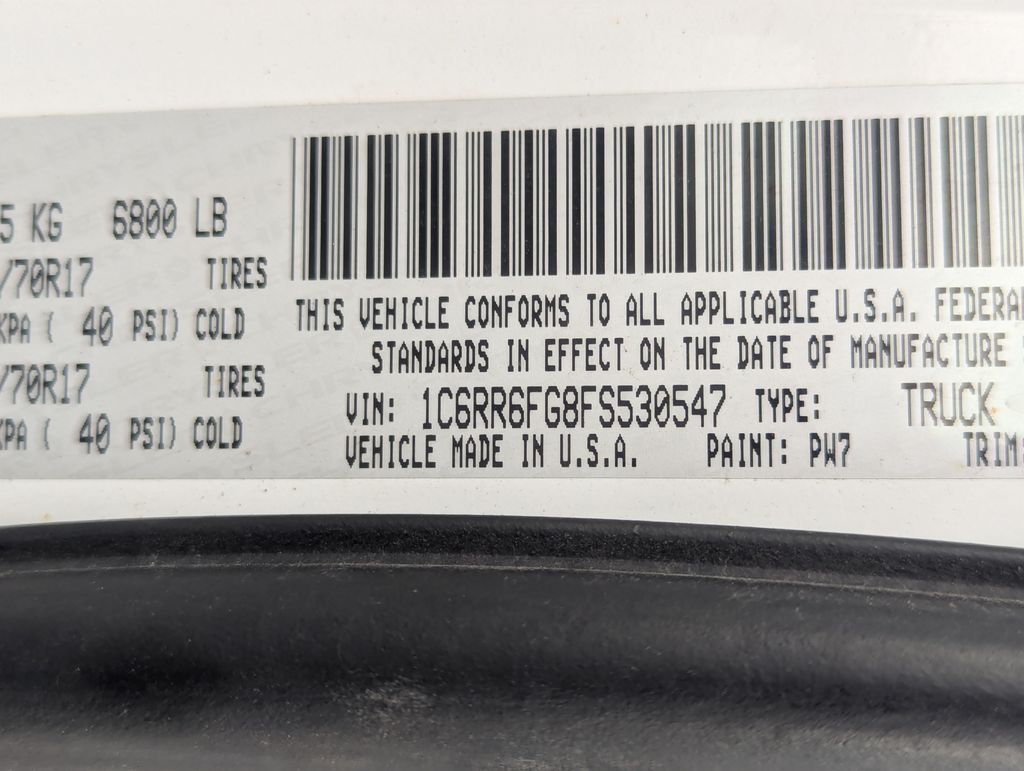 5 KG 6800 LB
/70R17 TIRES
KPA ( 40 PSI) COLD
/70R17 TIRES
KPA ( 40 PSI) COLD
THIS VEHICLE CONFORMS TO ALL APPLICABLE U.S.A. FEDERAL
STANDARDS IN EFFECT ON THE DATE OF MANUFACTURE
VIN: 1C6RR6FG8FS530547 TYPE: TRUCK
VEHICLE MADE IN U.S.A. PAINT: PW7 TRIM: